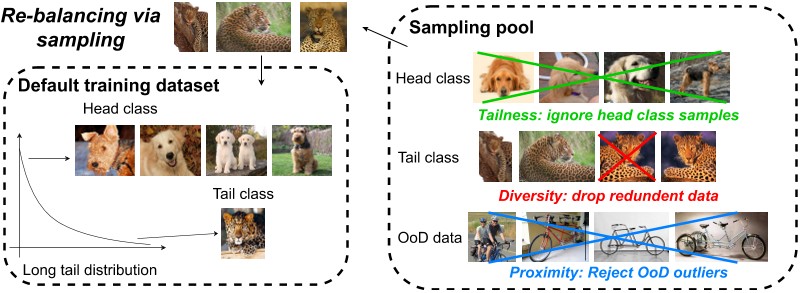 Re-balancing via
sampling
Default training dataset
Head class
Tail class
Long tail distribution
Sampling pool
Head class
Tailness: ignore head class samples
Tail class
Diversity: drop redundent data
OoD data
Proximity: Reject OoD outliers